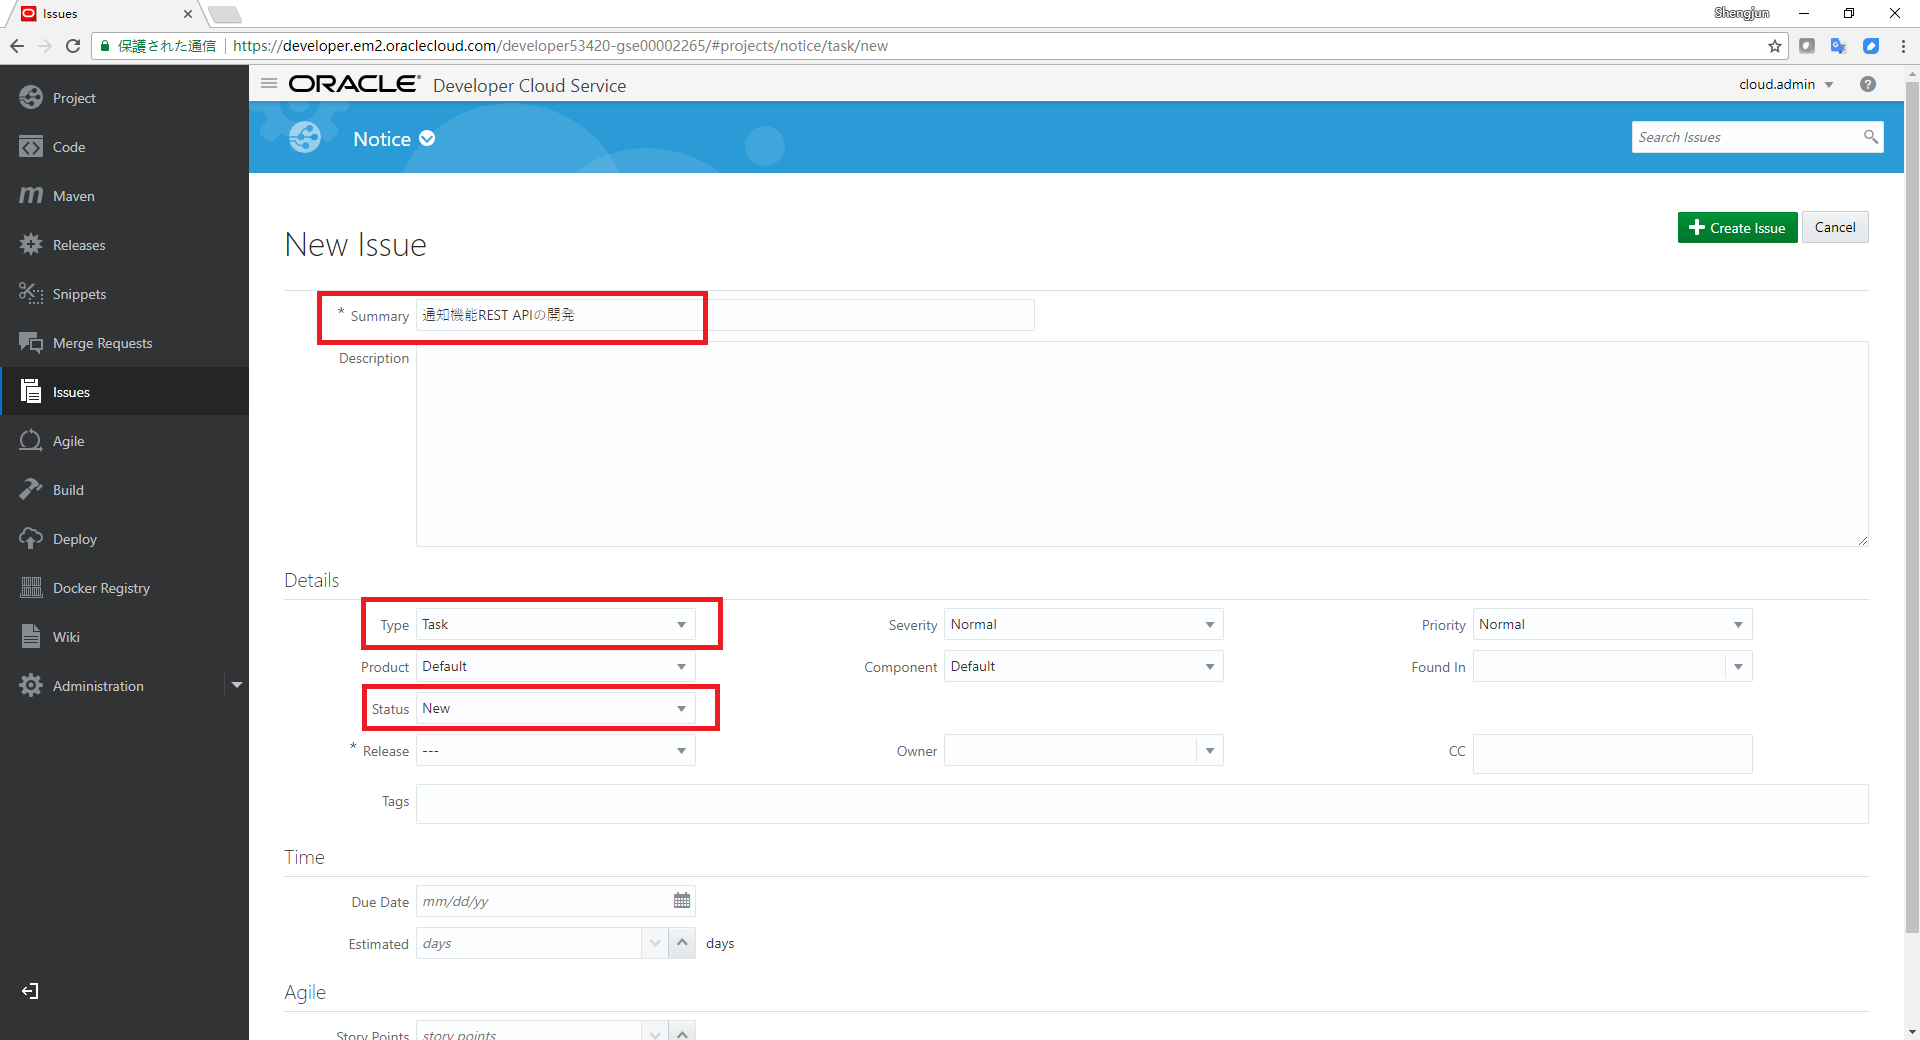 Issues
Shengjun
保護された通信 https://developer.em2.oraclecloud.com/developer53420-gse00002265/#projects/notice/task/new
ORACLE Developer Cloud Service
cloud.admin
Notice
Search Issues
Project
Code
Maven
Releases
Snippets
Merge Requests
Issues
Agile
Build
Deploy
Docker Registry
Wiki
Administration
New Issue
Create Issue Cancel
* Summary 通知機能REST APIの開発
Description
Details
Type Task Severity Normal Priority Normal
Product Default Component Default Found In
Status New
* Release --- Owner CC
Tags
Time
Due Date mm/dd/yy
Estimated days days
Agile
Story Points story points